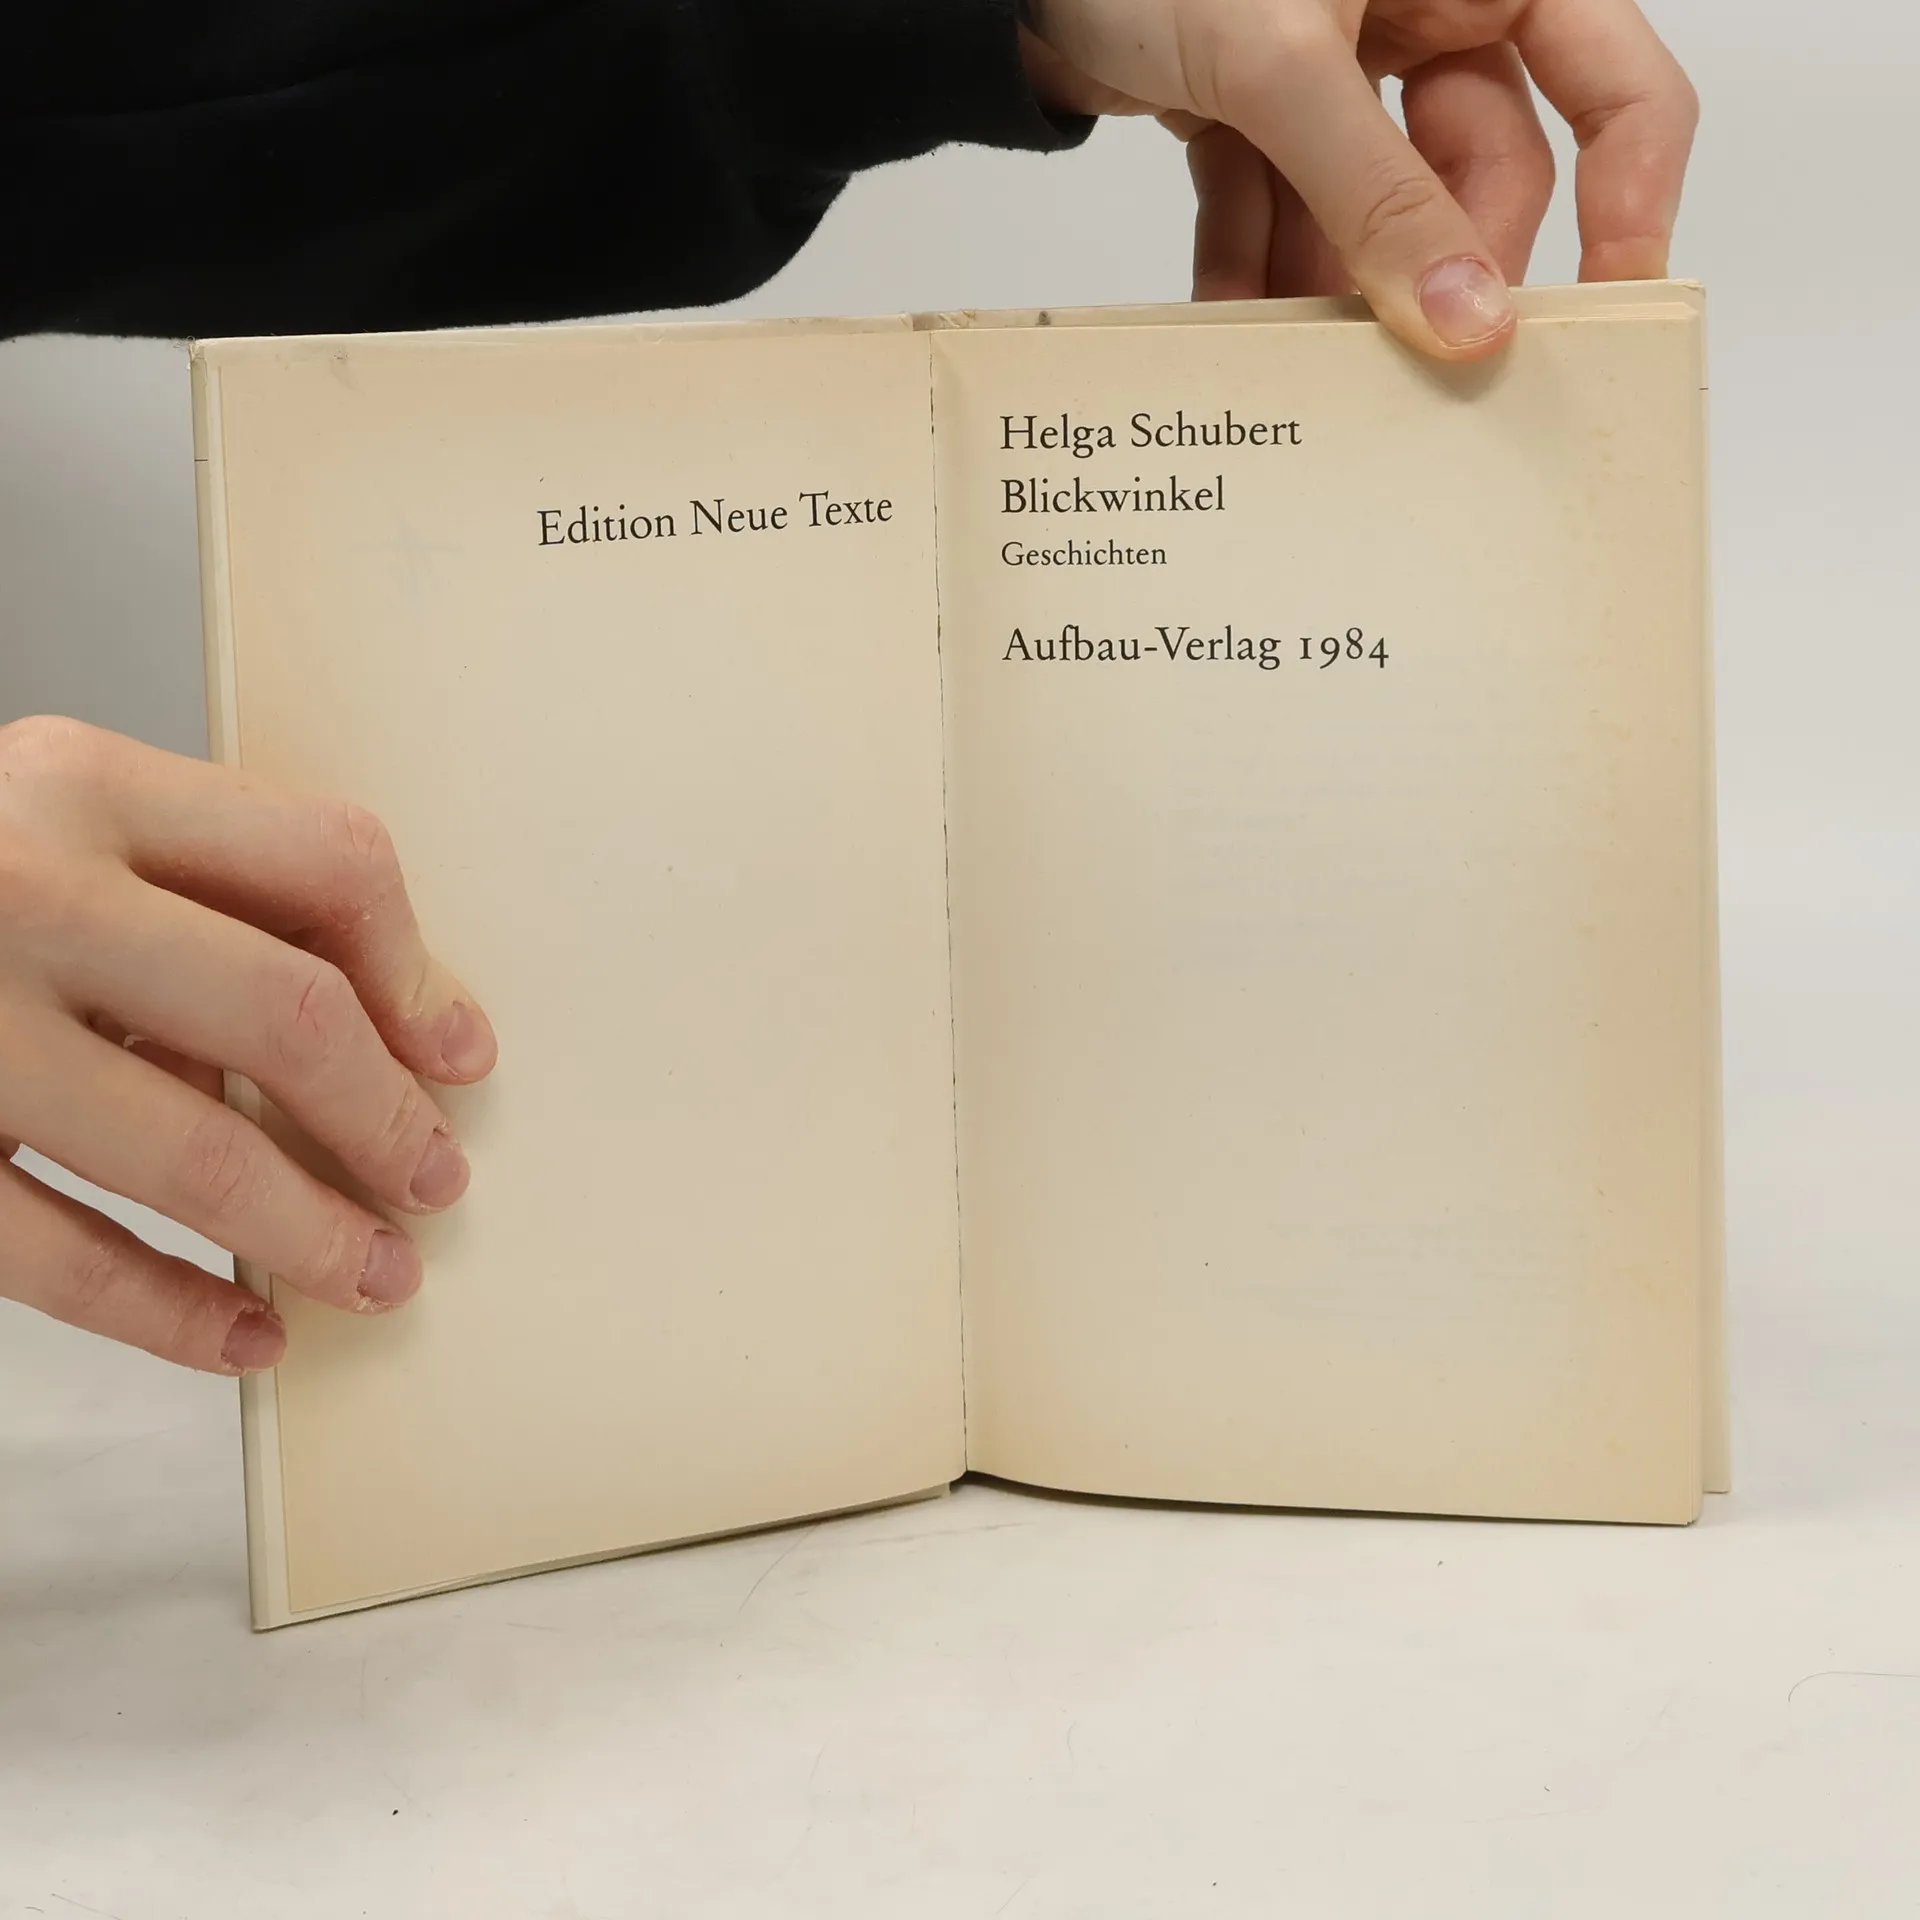 Edition Neue Texte
Helga Schubert
Blickwinkel
Geschichten
Aufbau-Verlag 1984